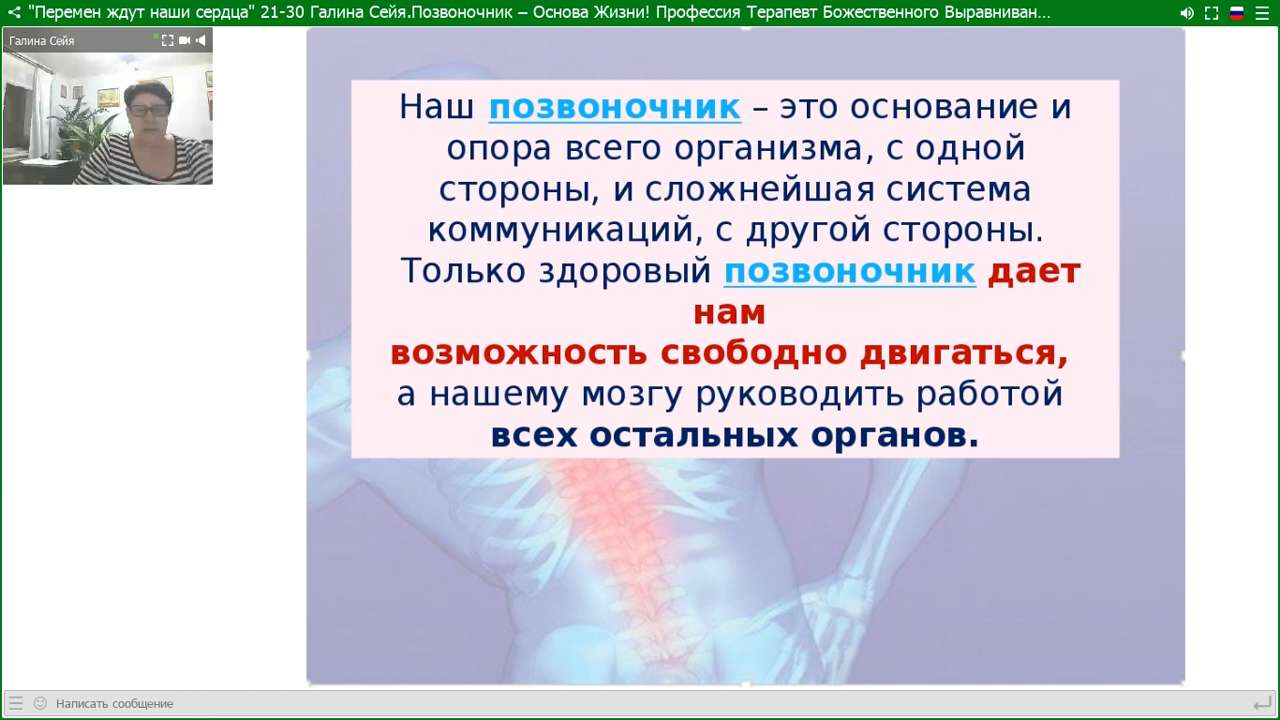 "Перемен ждут наши сердца" 21-30 Галина Сейя.Позвоночник – Основа Жизни! Профессия Терапевт Божественного Выравниван...
Галина Сейя
Наш позвоночник – это основание и
опора всего организма, с одной
стороны, и сложнейшая система
коммуникаций, с другой стороны.
Только здоровый позвоночник дает
нам
возможность свободно двигаться,
а нашему мозгу руководить работой
всех остальных органов.
Написать сообщение